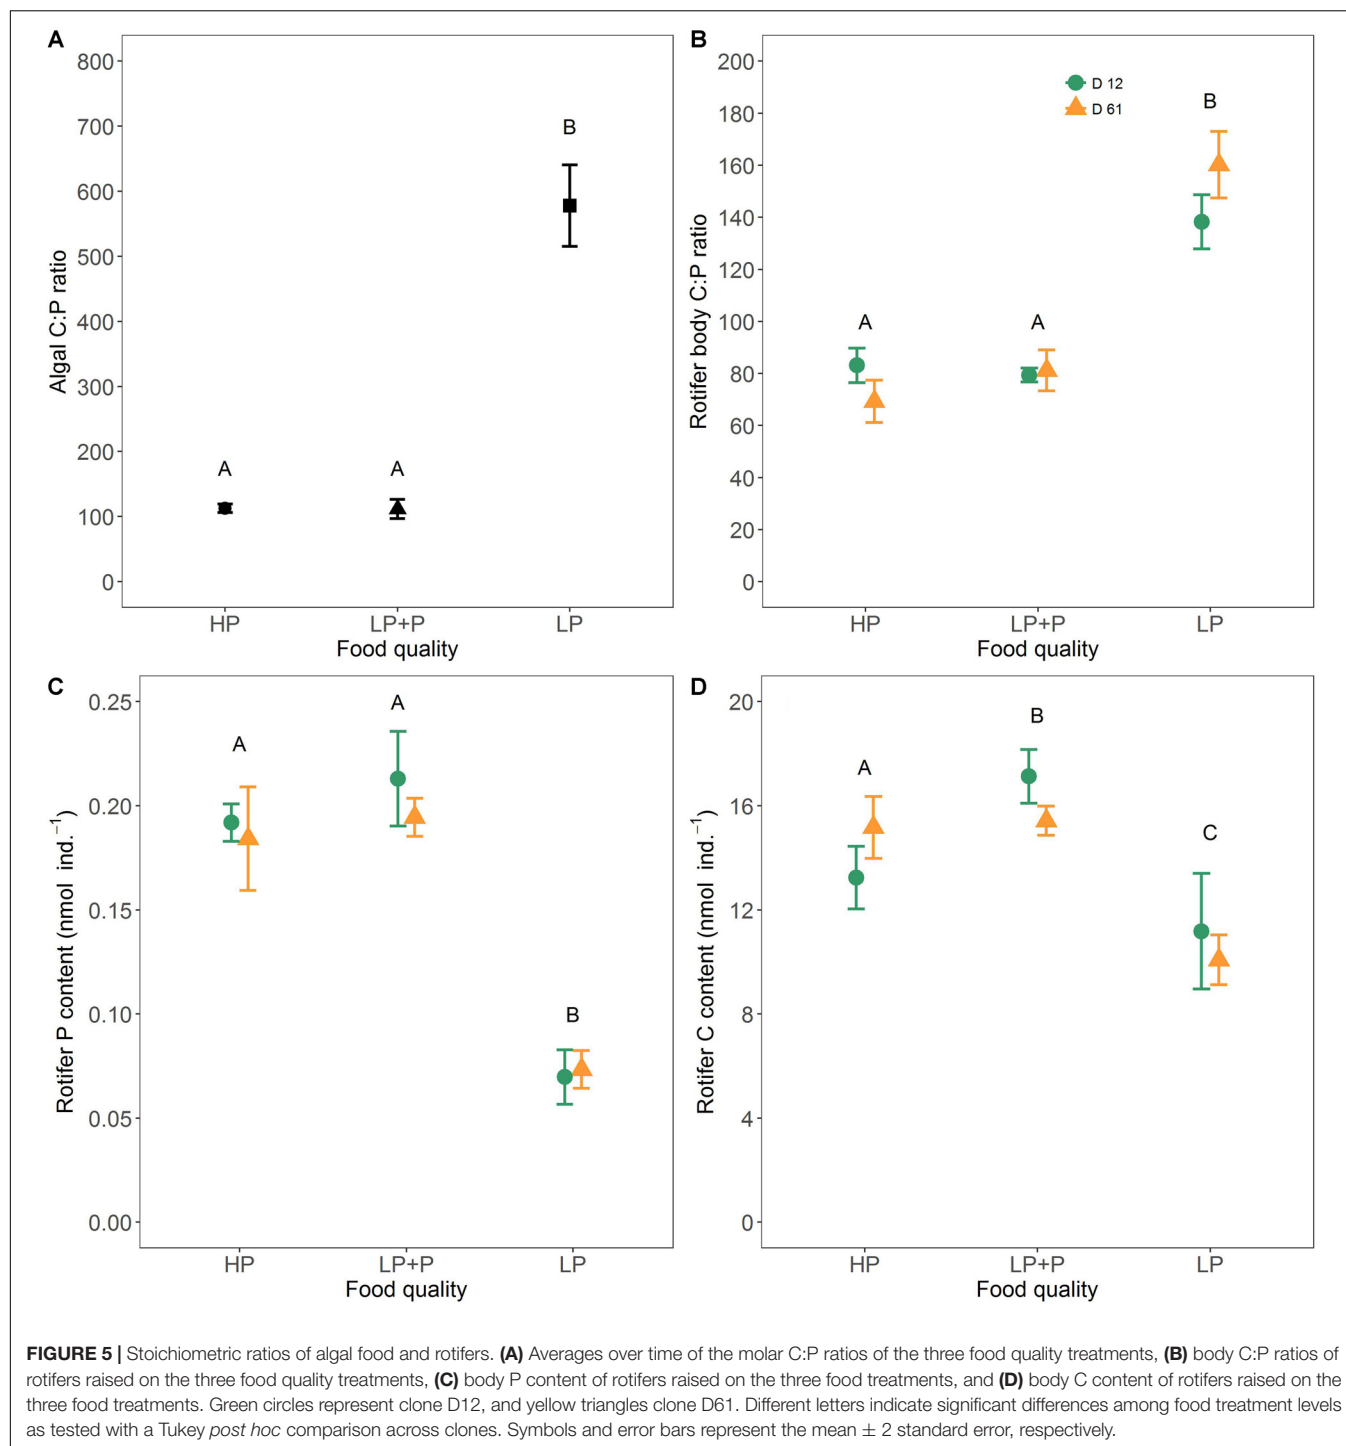 A
800
700
600
500
400
300
200
100
0
Algal C:P ratio
A
A
B
HP
LP+P
LP
Food quality
B
200
180
160
140
120
100
80
60
40
20
0
Rotifer body C:P ratio
D 12
D 61
A
A
B
HP
LP+P
LP
Food quality
C
0.25
0.20
0.15
0.10
0.05
0.00
Rotifer P content (nmol ind.⁻¹)
A
A
B
HP
LP+P
LP
Food quality
D
20
16
12
8
4
0
Rotifer C content (nmol ind.⁻¹)
A
B
C
HP
LP+P
LP
Food quality
FIGURE 5 | Stoichiometric ratios of algal food and rotifers. (A) Averages over time of the molar C:P ratios of the three food quality treatments, (B) body C:P ratios of
rotifers raised on the three food quality treatments, (C) body P content of rotifers raised on the three food treatments, and (D) body C content of rotifers raised on the
three food treatments. Green circles represent clone D12, and yellow triangles clone D61. Different letters indicate significant differences among food treatment levels
as tested with a Tukey post hoc comparison across clones. Symbols and error bars represent the mean ± 2 standard error, respectively.